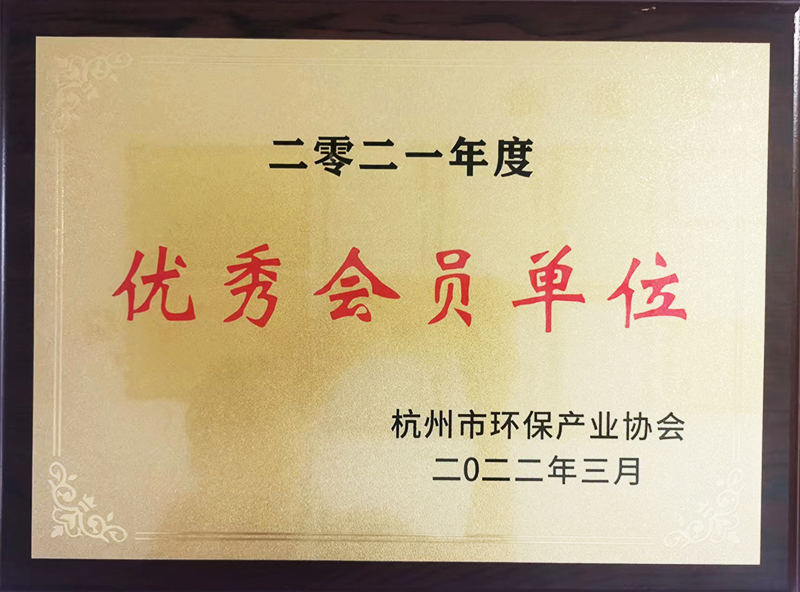 二零二一年度
优秀会员单位
杭州市环保产业协会
二0二二年三月